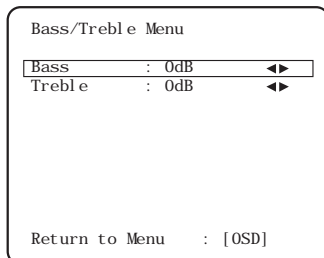 Bass/Treble Menu
Bass : 0dB ◀▶
Treble : 0dB ◀▶
Return to Menu : [OSD]